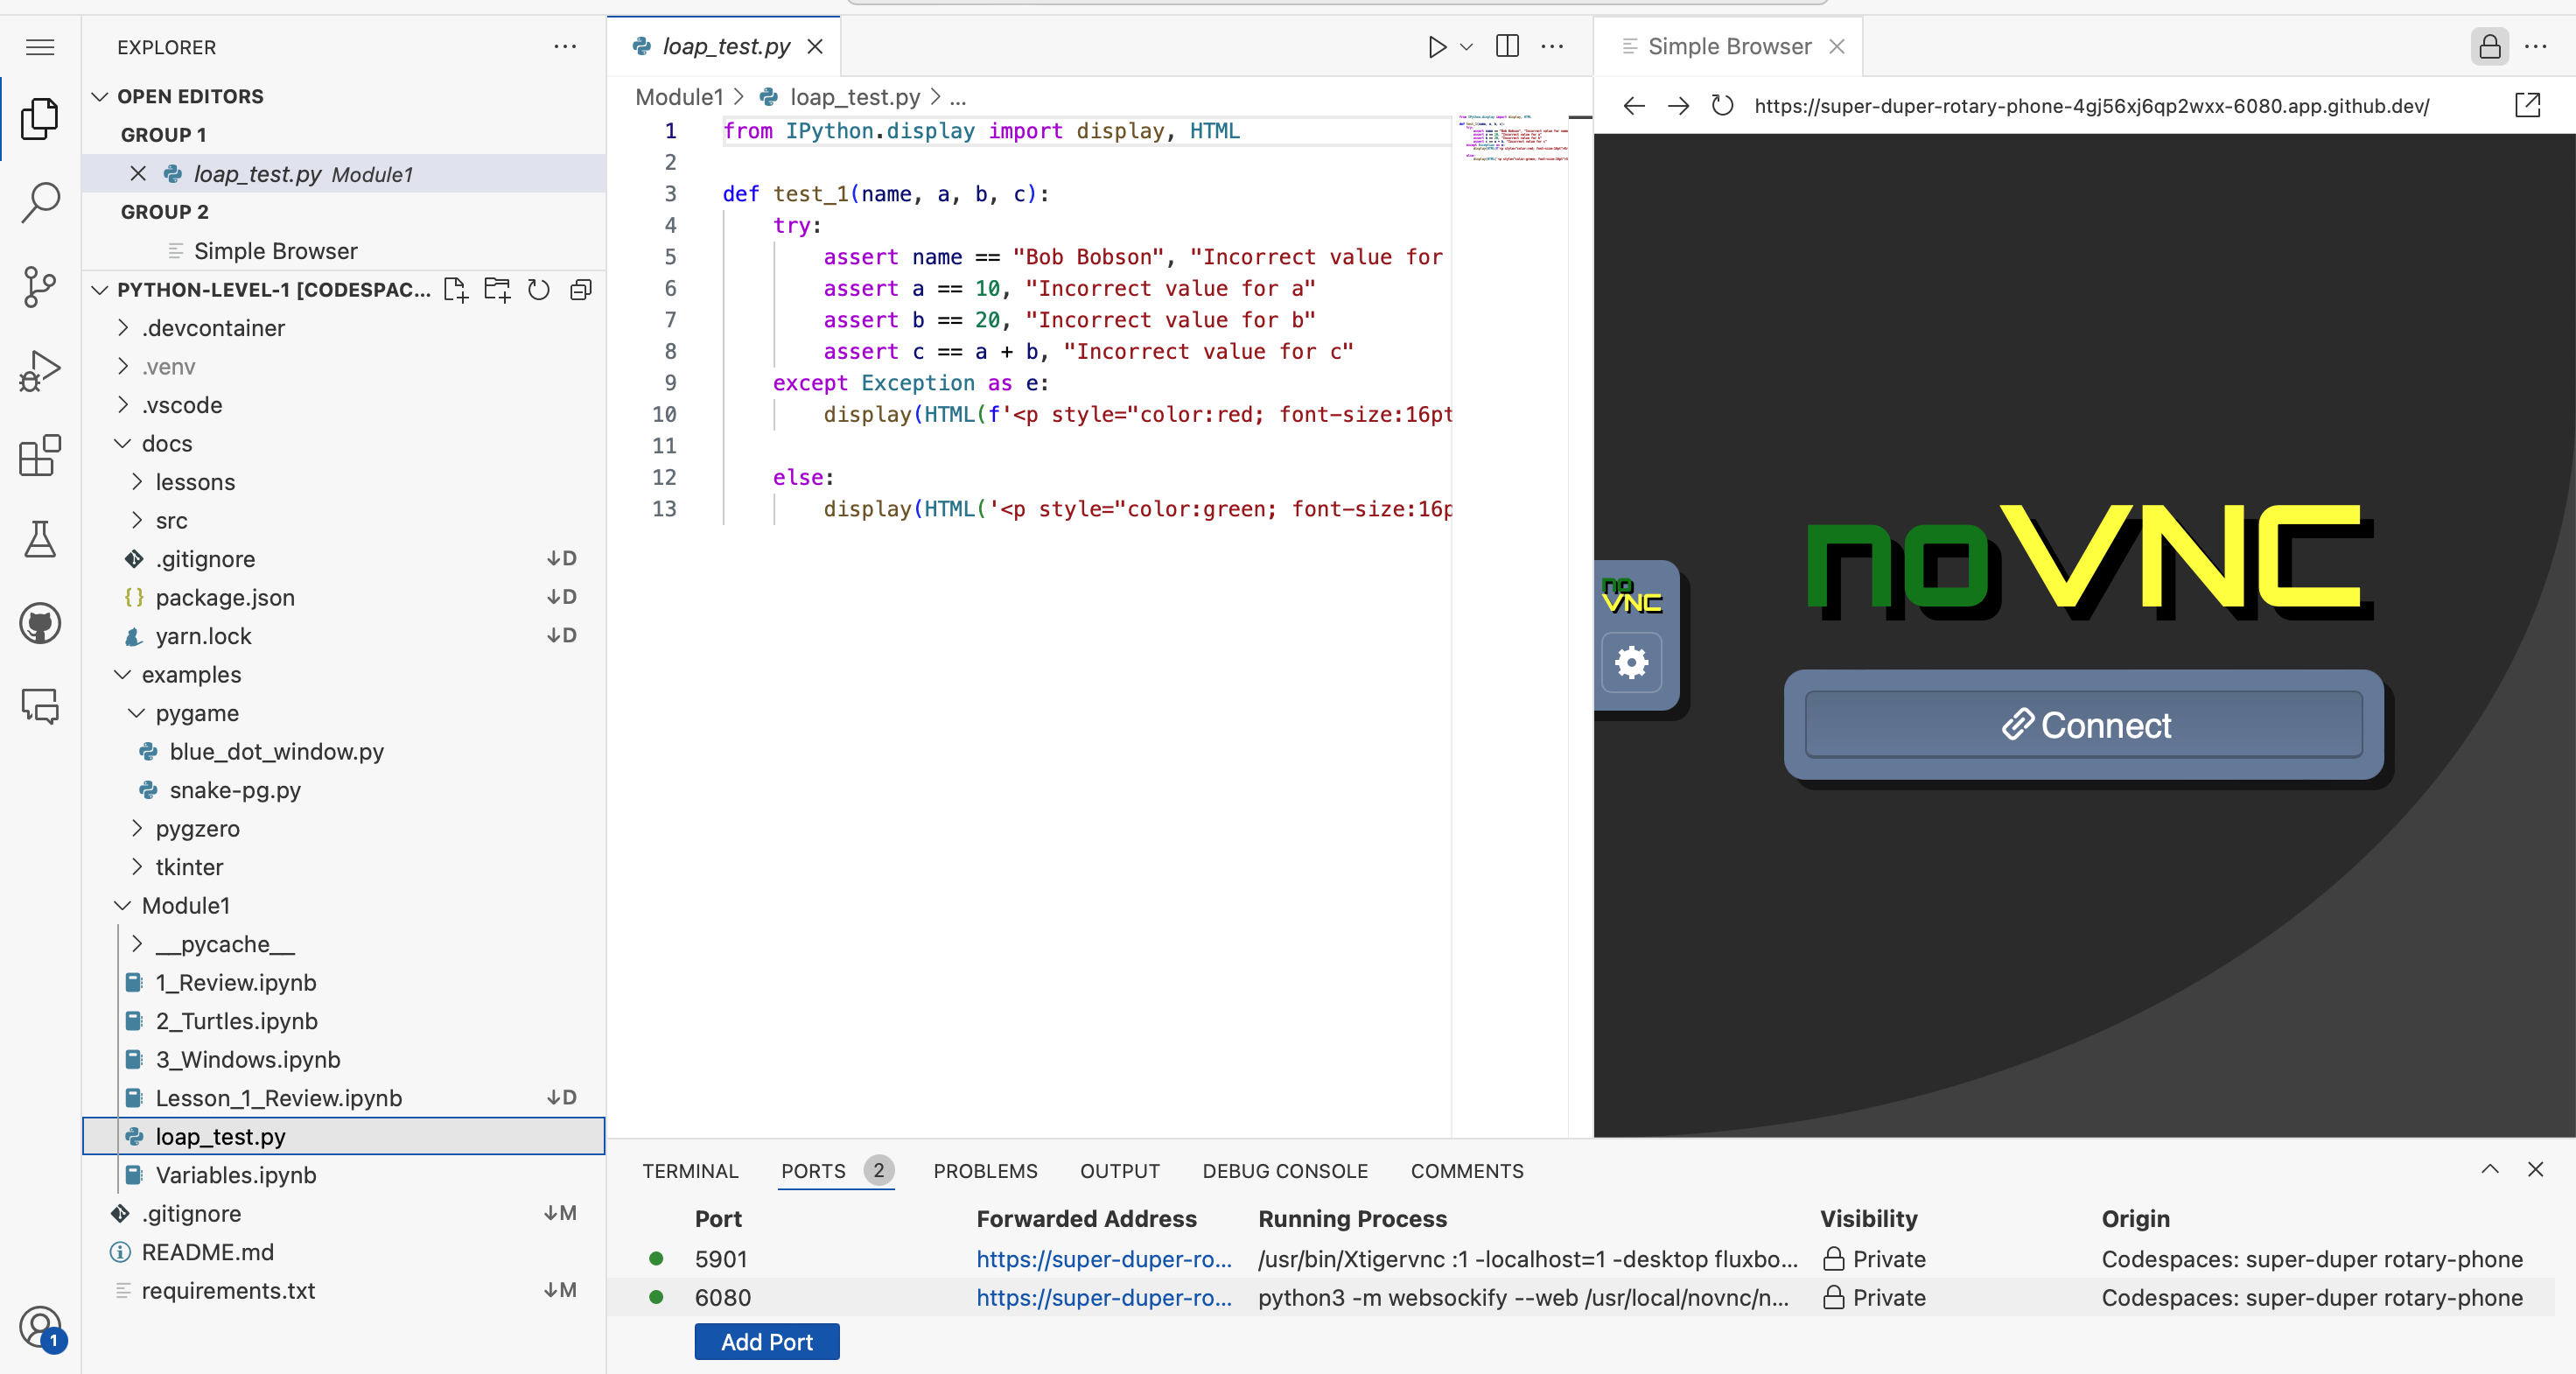 EXPLORER
OPEN EDITORS
GROUP 1
loap_test.py Module1
GROUP 2
Simple Browser
PYTHON-LEVEL-1 [CODESPAC...
.devcontainer
.venv
.vscode
docs
lessons
src
.gitignore ↓D
package.json ↓D
yarn.lock ↓D
examples
pygame
blue_dot_window.py
snake-pg.py
pygzero
tkinter
Module1
__pycache__
1_Review.ipynb
2_Turtles.ipynb
3_Windows.ipynb
Lesson_1_Review.ipynb ↓D
loap_test.py
Variables.ipynb
.gitignore ↓M
README.md
requirements.txt ↓M
1
loap_test.py
Module1 > loap_test.py > ...
1 from IPython.display import display, HTML
2
3 def test_1(name, a, b, c):
4 try:
5 assert name == "Bob Bobson", "Incorrect value for
6 assert a == 10, "Incorrect value for a"
7 assert b == 20, "Incorrect value for b"
8 assert c == a + b, "Incorrect value for c"
9 except Exception as e:
10 display(HTML(f'<p style="color:red; font-size:16pt
11
12 else:
13 display(HTML('<p style="color:green; font-size:16p
Simple Browser
https://super-duper-rotary-phone-4gj56xj6qp2wxx-6080.app.github.dev/
no
VNC
noVNC
Connect
TERMINAL PORTS 2 PROBLEMS OUTPUT DEBUG CONSOLE COMMENTS
Port Forwarded Address Running Process Visibility Origin
5901 https://super-duper-ro... /usr/bin/Xtigervnc :1 -localhost=1 -desktop fluxbo... Private Codespaces: super-duper rotary-phone
6080 https://super-duper-ro... python3 -m websockify --web /usr/local/novnc/n... Private Codespaces: super-duper rotary-phone
Add Port